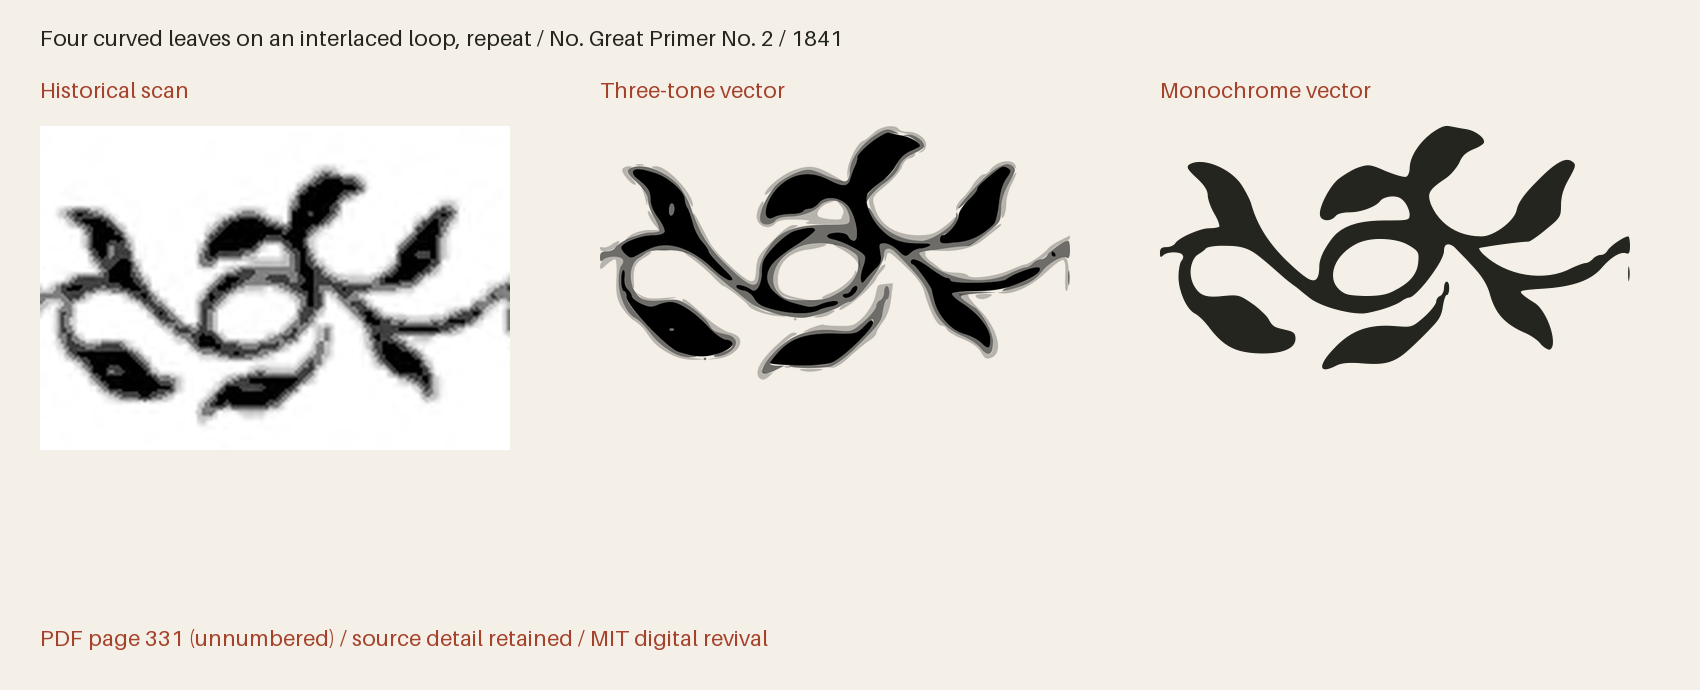 Four curved leaves on an interlaced loop, repeat / No. Great Primer No. 2 / 1841
Historical scan
Three-tone vector
Monochrome vector
PDF page 331 (unnumbered) / source detail retained / MIT digital revival